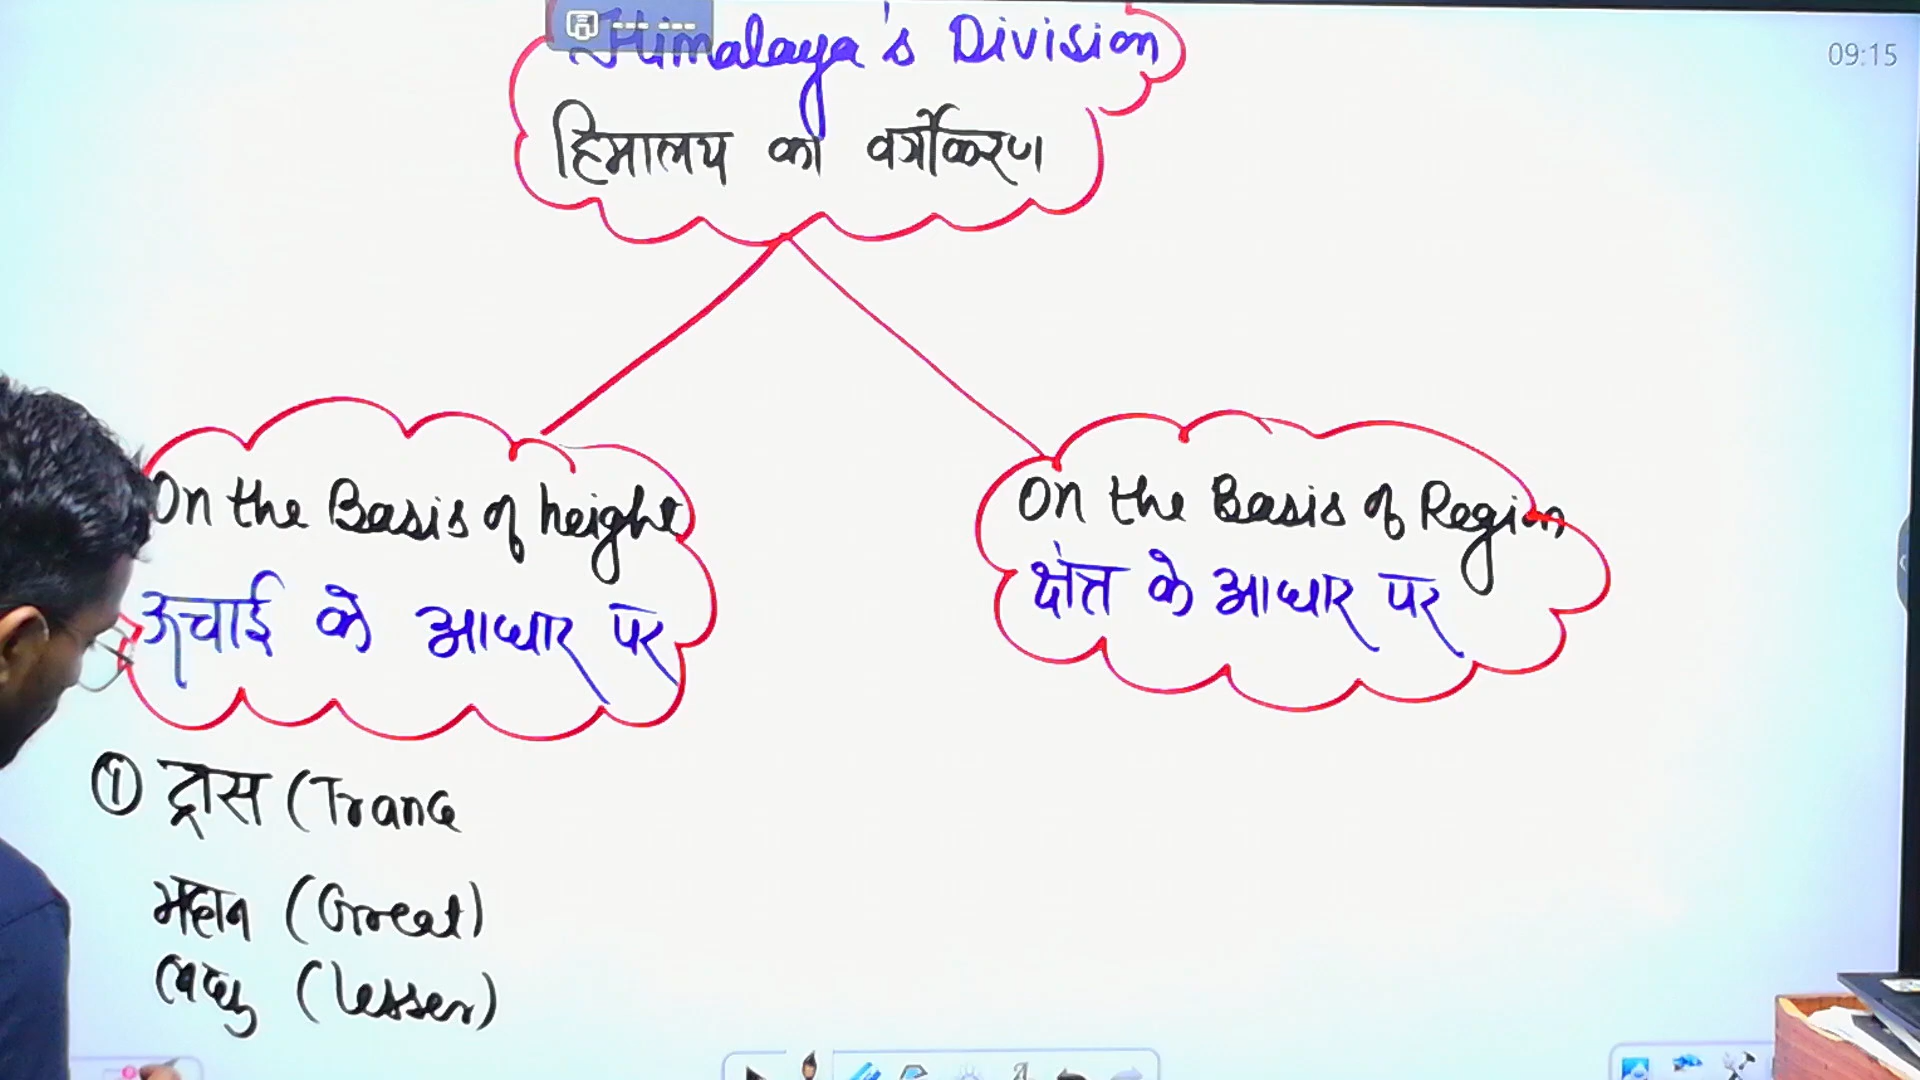 Himalaya's Division
09:15
हिमालय का वर्गीकरण
On the Basis of height
ऊचाई के आधार पर
On the Basis of Region
क्षेत्र के आधार पर
① ट्रास (Trans
महान (Great)
लघु (Lesser)